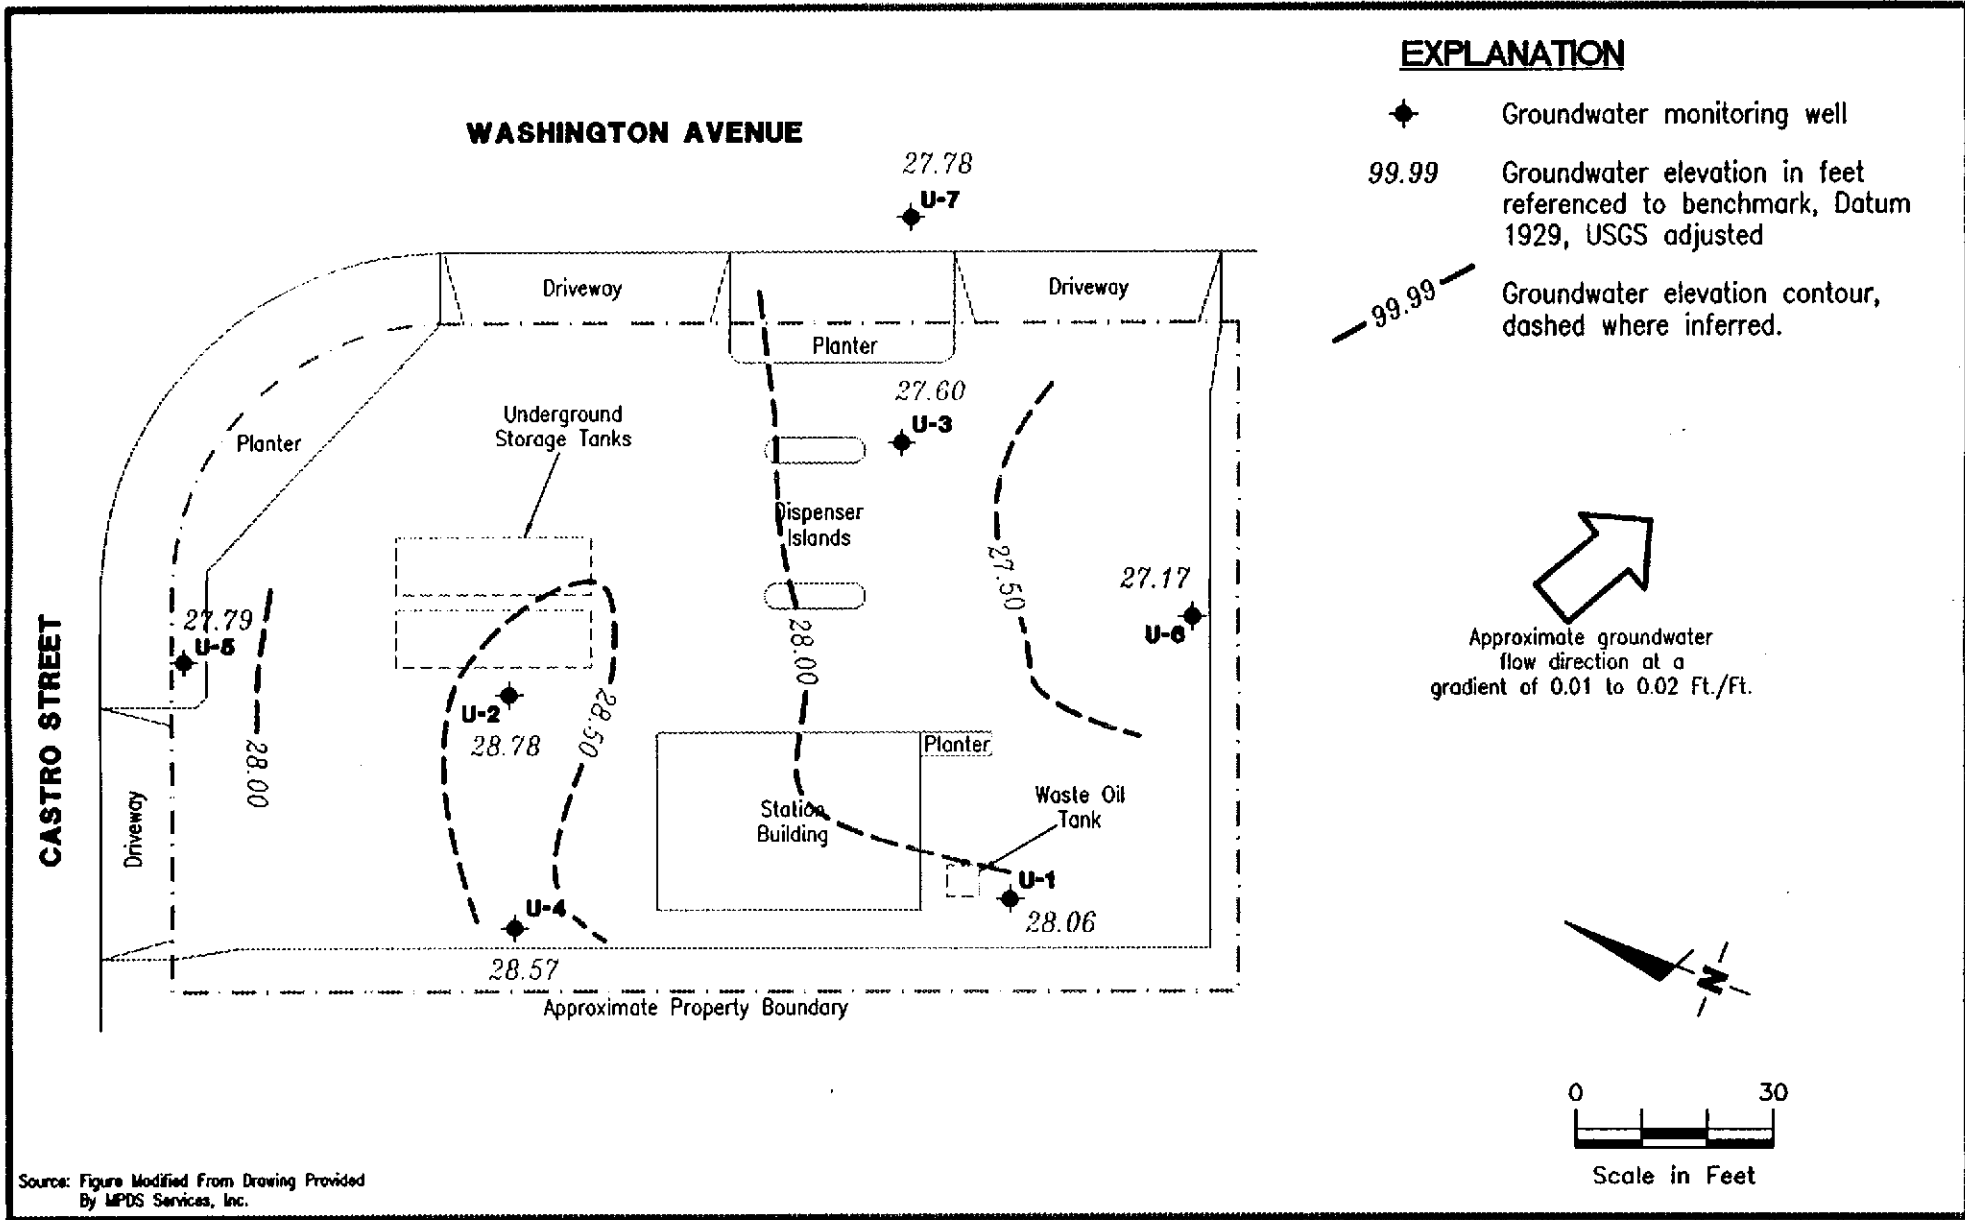 EXPLANATION
Groundwater monitoring well
99.99
Groundwater elevation in feet
referenced to benchmark, Datum
1929, USGS adjusted
99.99
Groundwater elevation contour,
dashed where inferred.
WASHINGTON AVENUE
27.78
U-7
Driveway
Driveway
Planter
27.60
U-3
Underground
Storage Tanks
Planter
Dispenser
Islands
27.50
27.17
U-6
27.79
U-5
28.00
28.00
U-2
28.78
28.50
Planter
Station
Building
Waste Oil
Tank
U-1
28.06
U-4
28.57
CASTRO STREET
Driveway
Approximate Property Boundary
Approximate groundwater
flow direction at a
gradient of 0.01 to 0.02 Ft./Ft.
N
0 30
Scale in Feet
Source: Figure Modified From Drawing Provided
By MPDS Services, Inc.